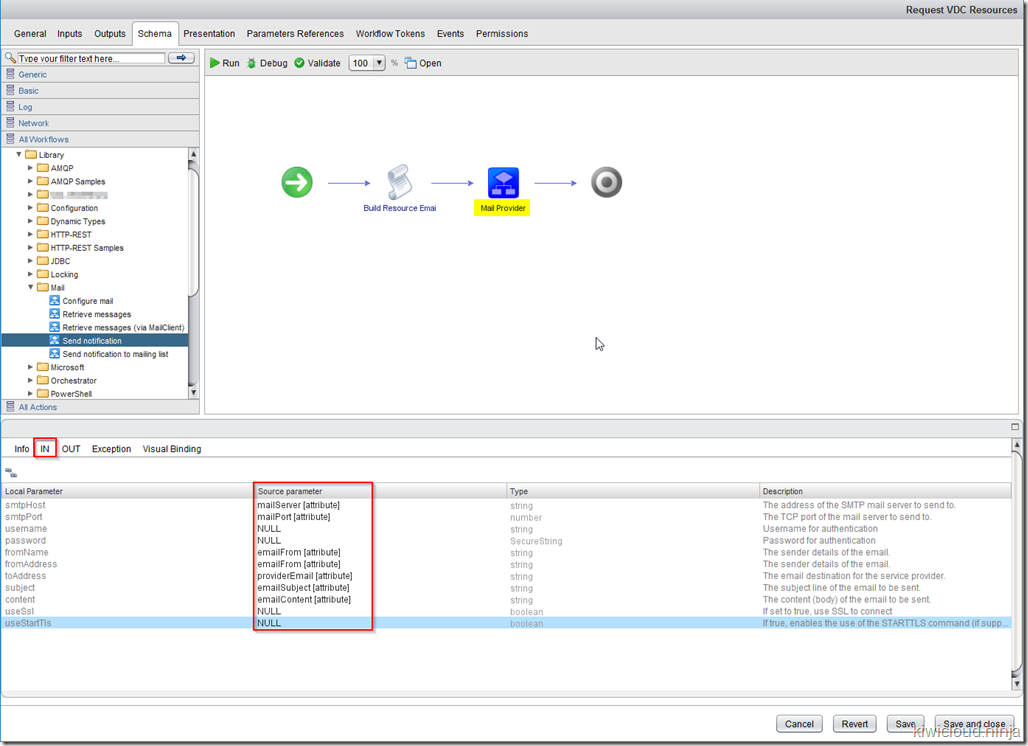 Request VDC Resources
General Inputs Outputs Schema Presentation Parameters References Workflow Tokens Events Permissions
Type your filter text here...
Run Debug Validate 100 % Open
Generic
Basic
Log
Network
All Workflows
Library
AMQP
AMQP Samples
Configuration
Dynamic Types
HTTP-REST
HTTP-REST Samples
JDBC
Locking
Mail
Configure mail
Retrieve messages
Retrieve messages (via MailClient)
Send notification
Send notification to mailing list
Microsoft
Orchestrator
PowerShell
All Actions
Build Resource Emai
Mail Provider
Info IN OUT Exception Visual Binding
Local Parameter Source parameter Type Description
smtpHost mailServer [attribute] string The address of the SMTP mail server to send to.
smtpPort mailPort [attribute] number The TCP port of the mail server to send to.
username NULL string Username for authentication
password NULL SecureString Password for authentication
fromName emailFrom [attribute] string The sender details of the email.
fromAddress emailFrom [attribute] string The sender details of the email.
toAddress providerEmail [attribute] string The email destination for the service provider.
subject emailSubject [attribute] string The subject line of the email to be sent.
content emailContent [attribute] string The content (body) of the email to be sent.
useSsl NULL boolean If set to true, use SSL to connect
useStartTls NULL boolean If true, enables the use of the STARTTLS command (if supp...
Cancel Revert Save Save and close
kiwicloud.ninja